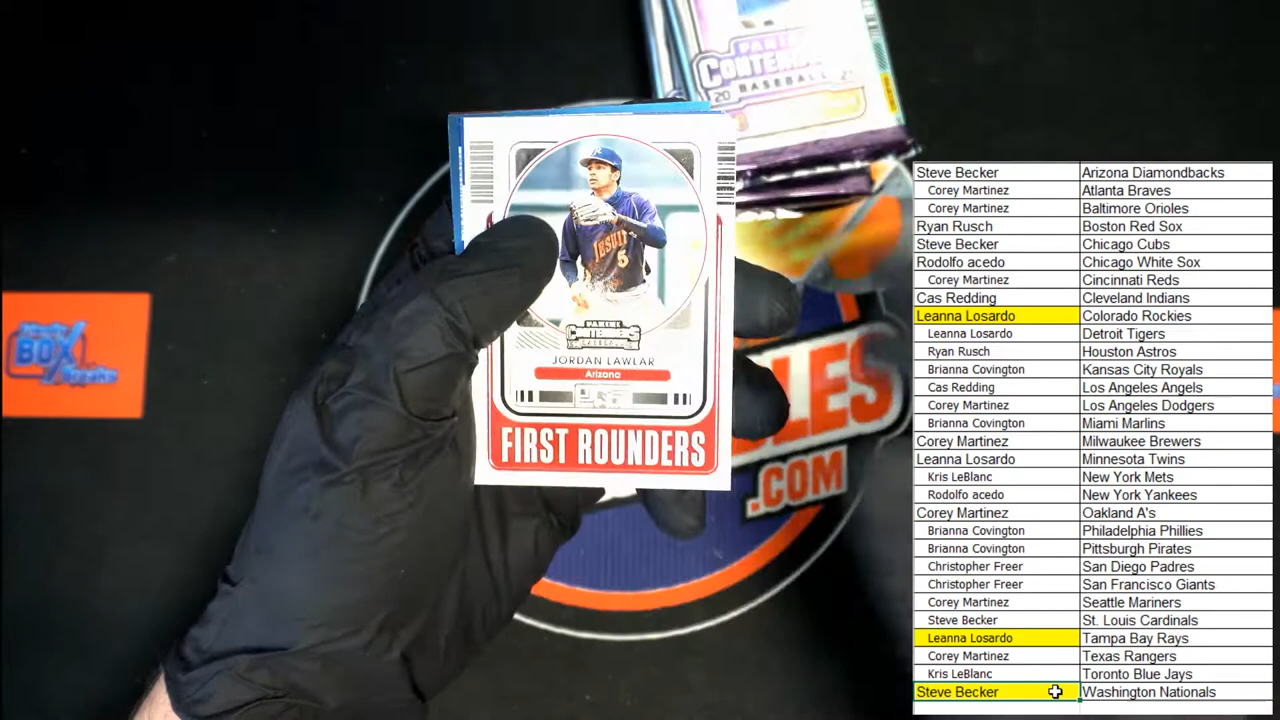 PANINI
CONTENDERS
BASEBALL
20 21
JESUIT
5
PANINI
CONTENDERS
BASEBALL
JORDAN LAWLAR
Arizona
FIRST ROUNDERS
BOX
Breaks
.COM
Steve Becker Arizona Diamondbacks
Corey Martinez Atlanta Braves
Corey Martinez Baltimore Orioles
Ryan Rusch Boston Red Sox
Steve Becker Chicago Cubs
Rodolfo acedo Chicago White Sox
Corey Martinez Cincinnati Reds
Cas Redding Cleveland Indians
Leanna Losardo Colorado Rockies
Leanna Losardo Detroit Tigers
Ryan Rusch Houston Astros
Brianna Covington Kansas City Royals
Cas Redding Los Angeles Angels
Corey Martinez Los Angeles Dodgers
Brianna Covington Miami Marlins
Corey Martinez Milwaukee Brewers
Leanna Losardo Minnesota Twins
Kris LeBlanc New York Mets
Rodolfo acedo New York Yankees
Corey Martinez Oakland A's
Brianna Covington Philadelphia Phillies
Brianna Covington Pittsburgh Pirates
Christopher Freer San Diego Padres
Christopher Freer San Francisco Giants
Corey Martinez Seattle Mariners
Steve Becker St. Louis Cardinals
Leanna Losardo Tampa Bay Rays
Corey Martinez Texas Rangers
Kris LeBlanc Toronto Blue Jays
Steve Becker Washington Nationals